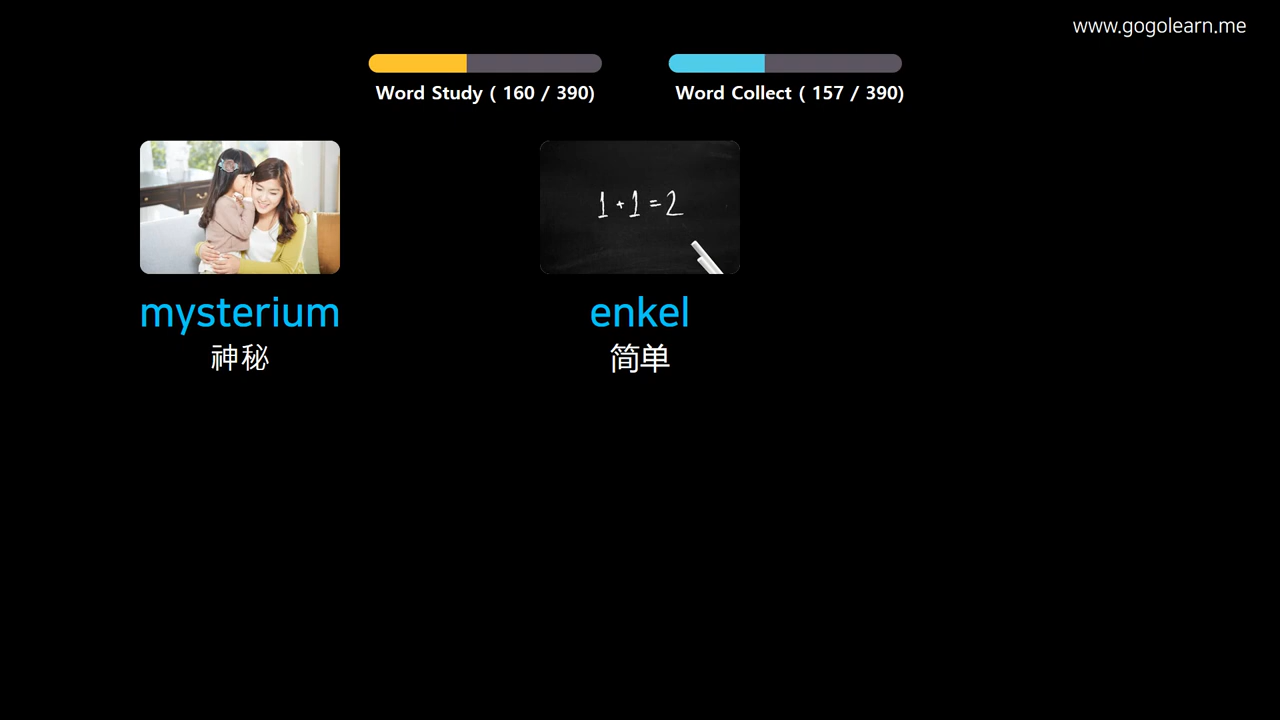 www.gogolearn.me
Word Study ( 160 / 390)
Word Collect ( 157 / 390)
1 + 1 = 2
mysterium
神秘
enkel
简单